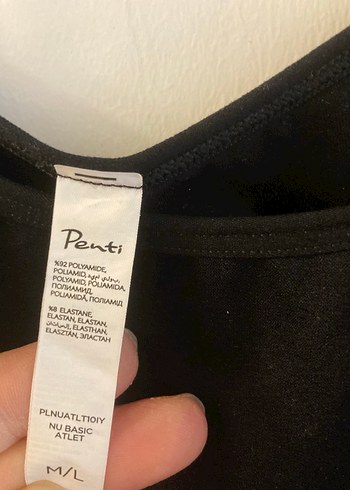 Penti
%92 POLYAMIDE,
POLIAMID,
POLYAMID, POLIAMIDA,
ПОЛИАМИД,
POLIAMIDĂ, ПОЛІАМІД
%8 ELASTANE,
ELASTAN, ELASTAN,
ELASTHAN,
ELASZTÁN, ЭЛАСТАН
PLNUATLT10IY
NU BASIC
ATLET
M/L